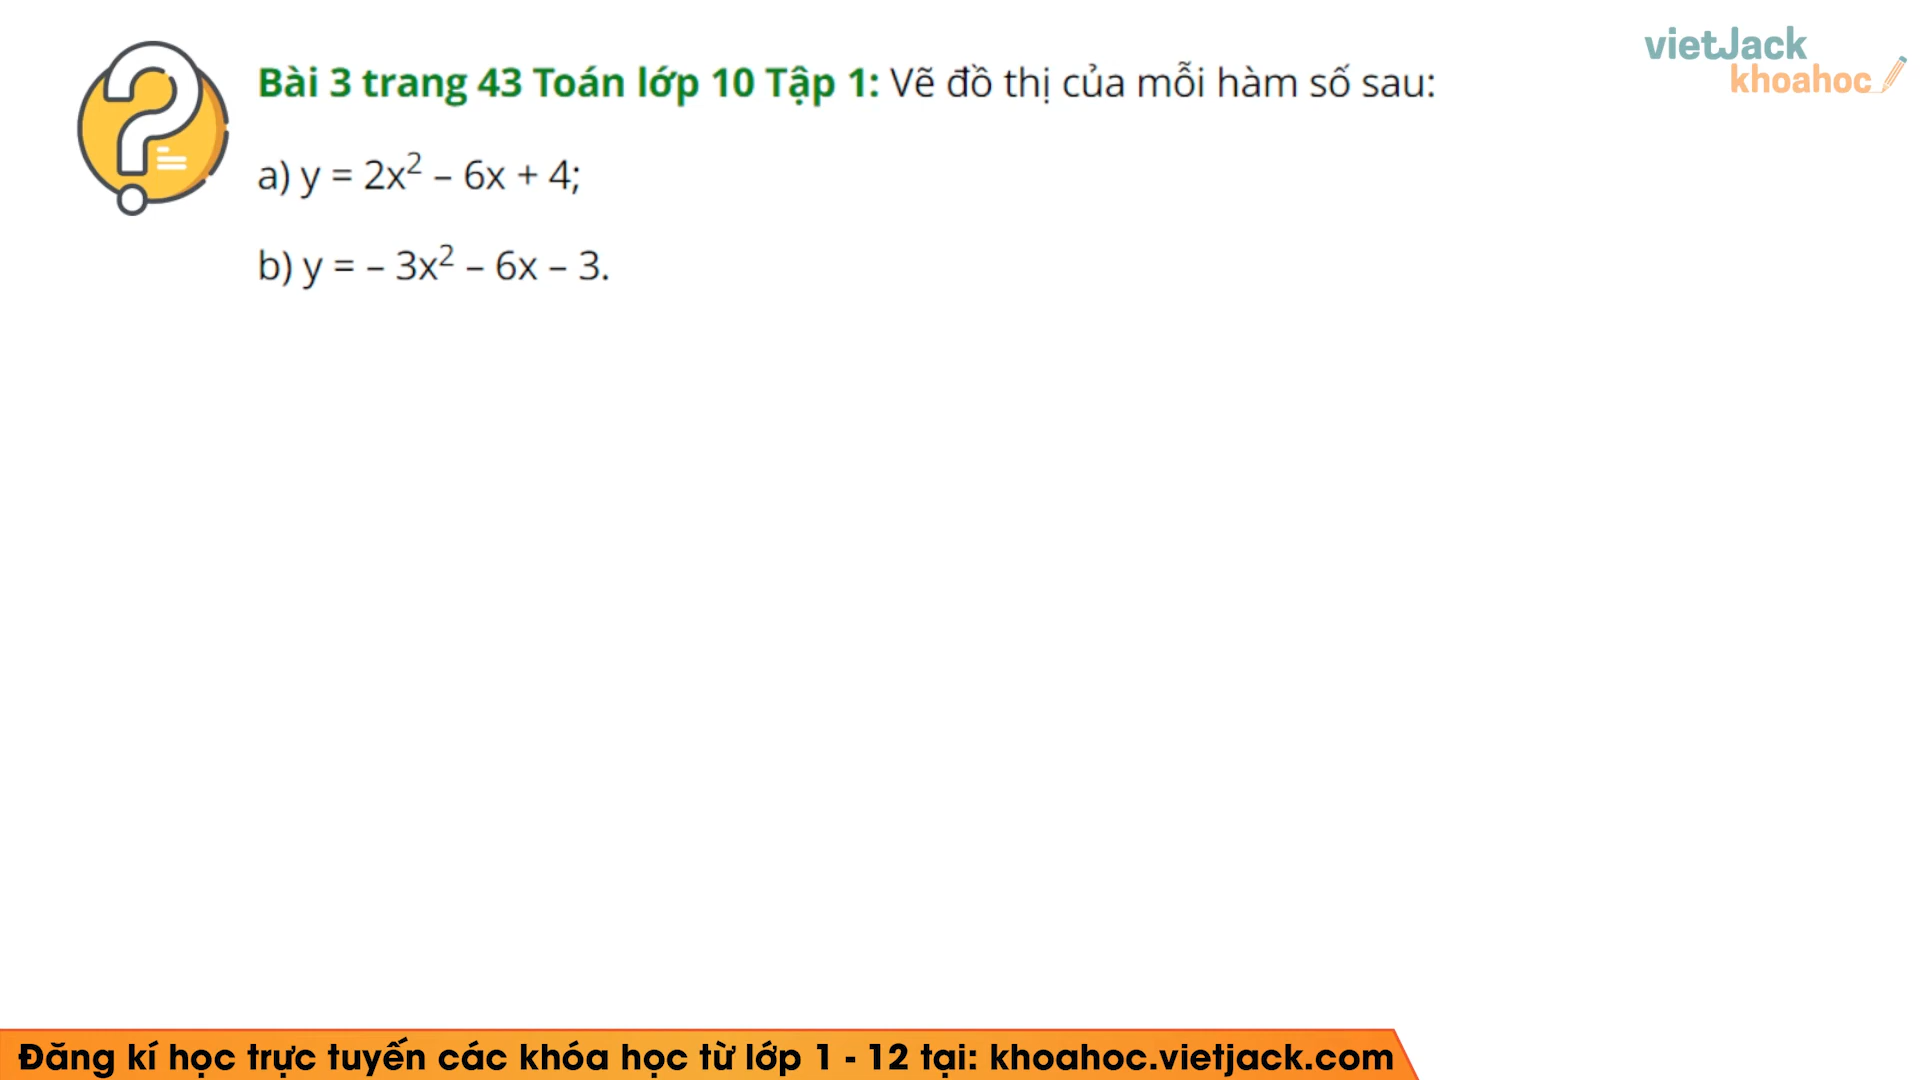 vietJack
khoahoc
Bài 3 trang 43 Toán lớp 10 Tập 1: Vẽ đồ thị của mỗi hàm số sau:
a) y = 2x² – 6x + 4;
b) y = – 3x² – 6x – 3.
Đăng kí học trực tuyến các khóa học từ lớp 1 - 12 tại: khoahoc.vietjack.com